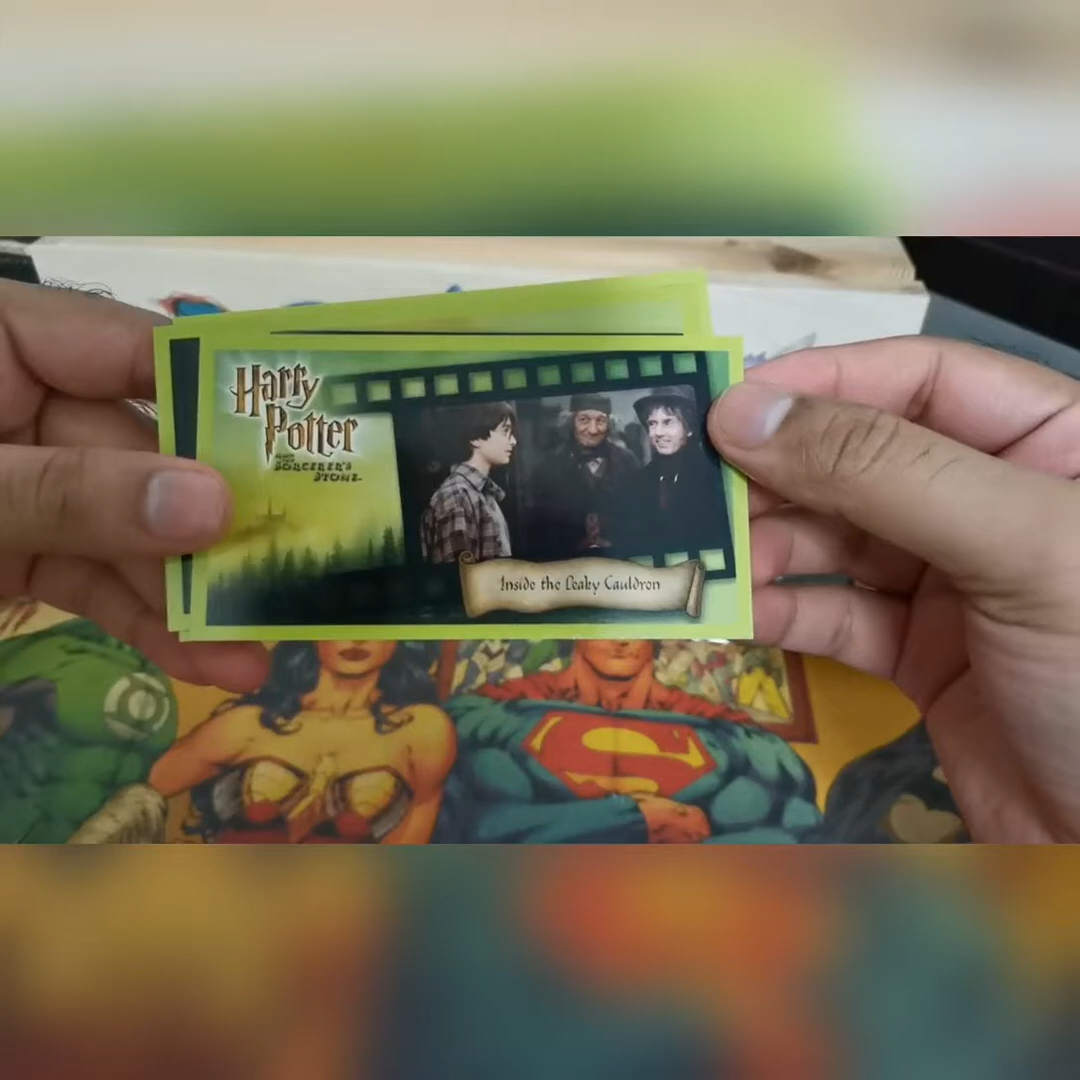 Harry
Potter
AND THE
SORCERER'S
STONE
Inside the Leaky Cauldron